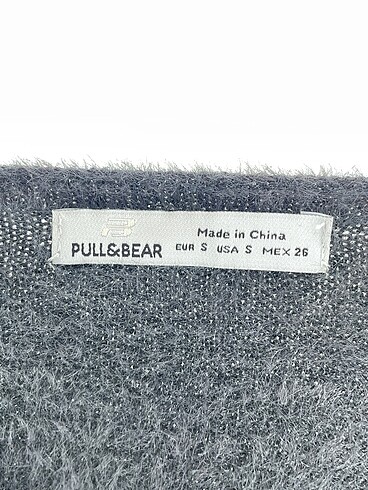 Made in China
PULL&BEAR EUR S USA S MEX 26